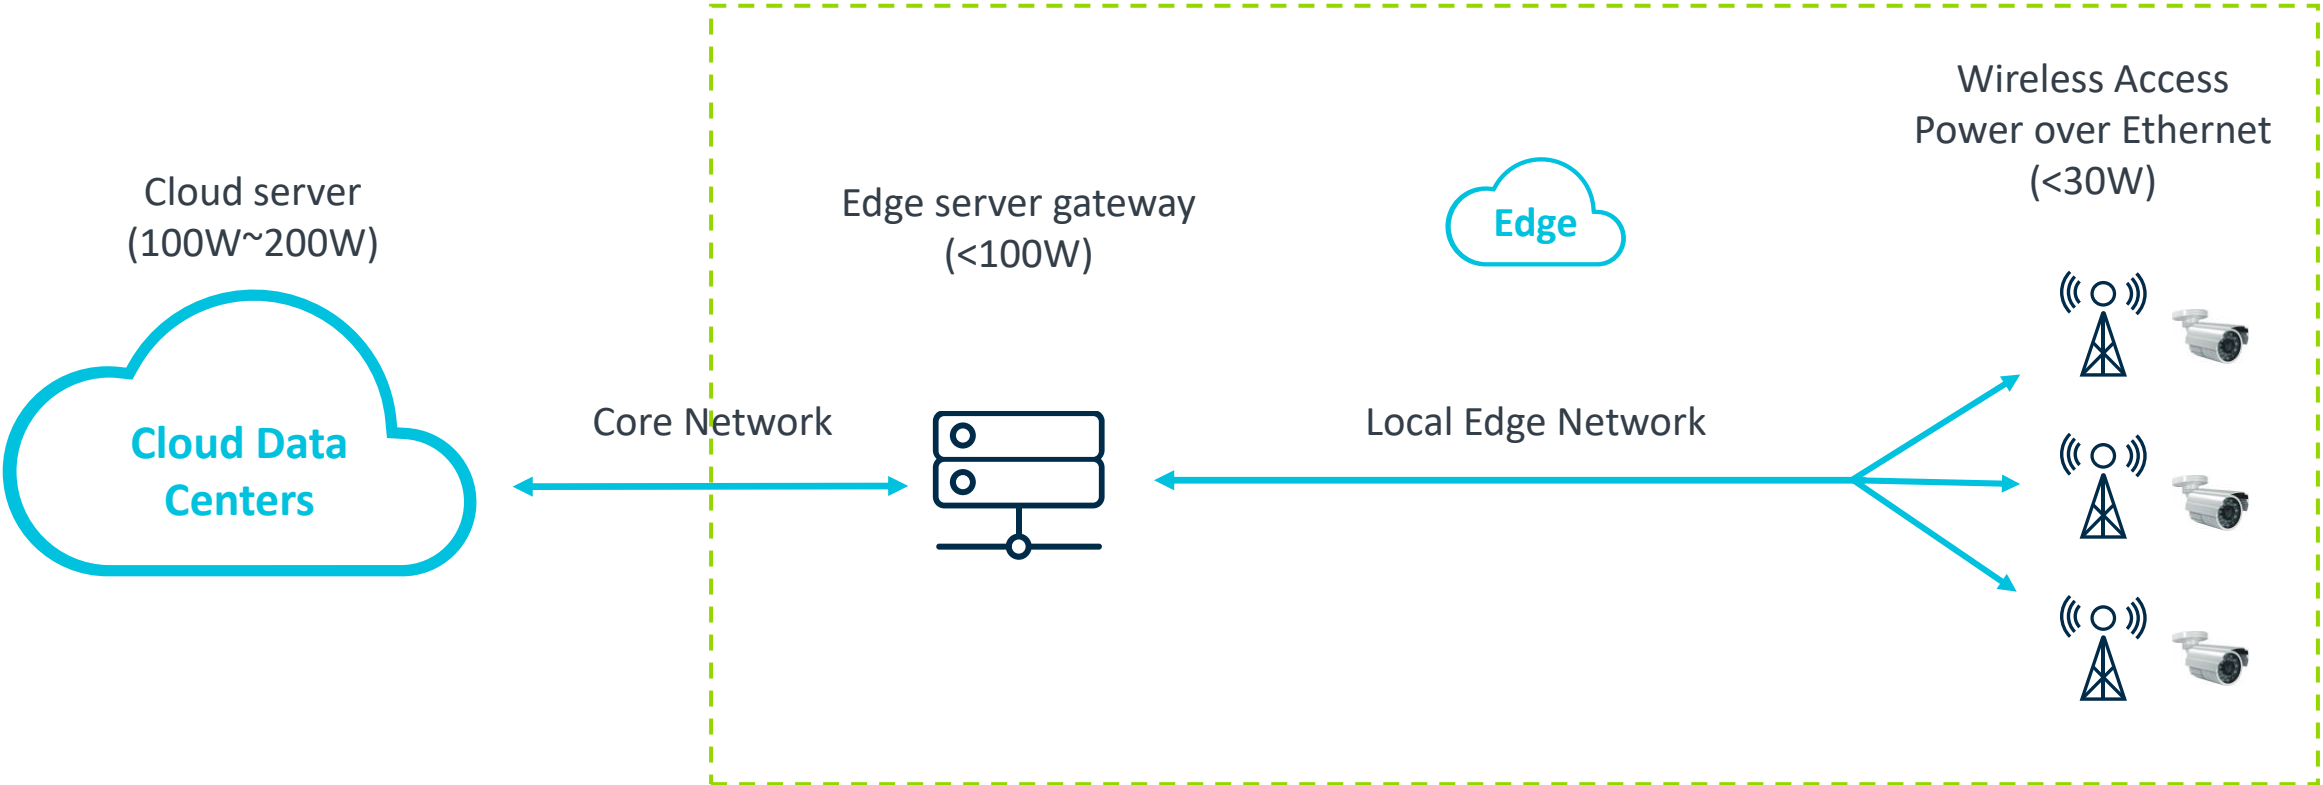 Cloud server
(100W~200W)
Cloud Data
Centers
Core Network
Edge server gateway
(<100W)
Edge
Local Edge Network
Wireless Access
Power over Ethernet
(<30W)